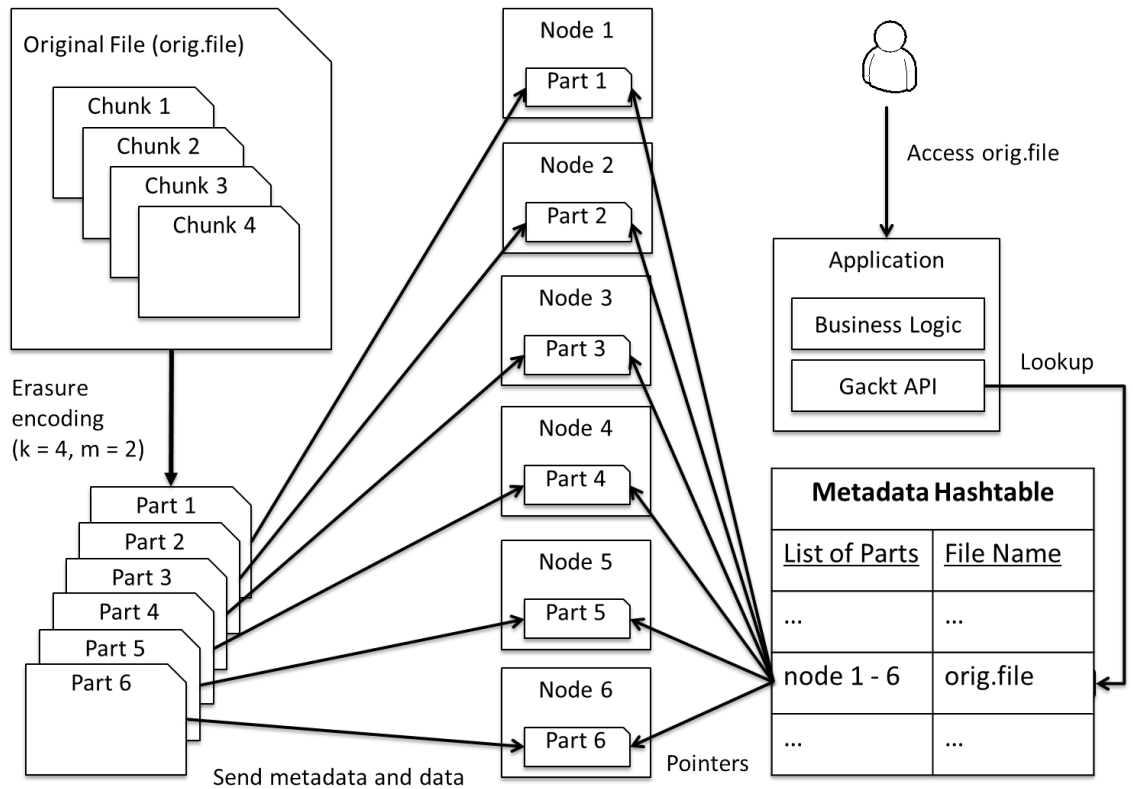 Original File (orig.file)
Chunk 1
Chunk 2
Chunk 3
Chunk 4
Erasure
encoding
(k = 4, m = 2)
Part 1
Part 2
Part 3
Part 4
Part 5
Part 6
Send metadata and data
Node 1
Part 1
Node 2
Part 2
Node 3
Part 3
Node 4
Part 4
Node 5
Part 5
Node 6
Part 6
Pointers
Access orig.file
Application
Business Logic
Gackt API
Lookup
Metadata Hashtable
List of Parts File Name
... ...
node 1 - 6 orig.file
... ...